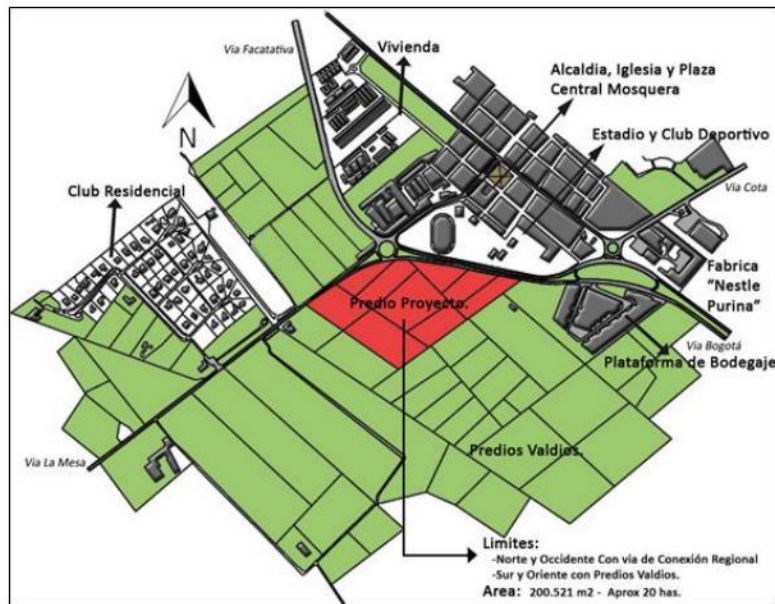 Via Facatativa
Vivienda
Alcaldia, Iglesia y Plaza
Central Mosquera
Estadio y Club Deportivo
N
Via Cota
Club Residencial
Fabrica
"Nestle
Purina"
Predio Proyecto.
Via Bogotá
Plataforma de Bodegaje
Predios Valdios.
Via La Mesa
Limites:
-Norte y Occidente Con via de Conexión Regional
-Sur y Oriente con Predios Valdios.
Area: 200.521 m2 - Aprox 20 has.